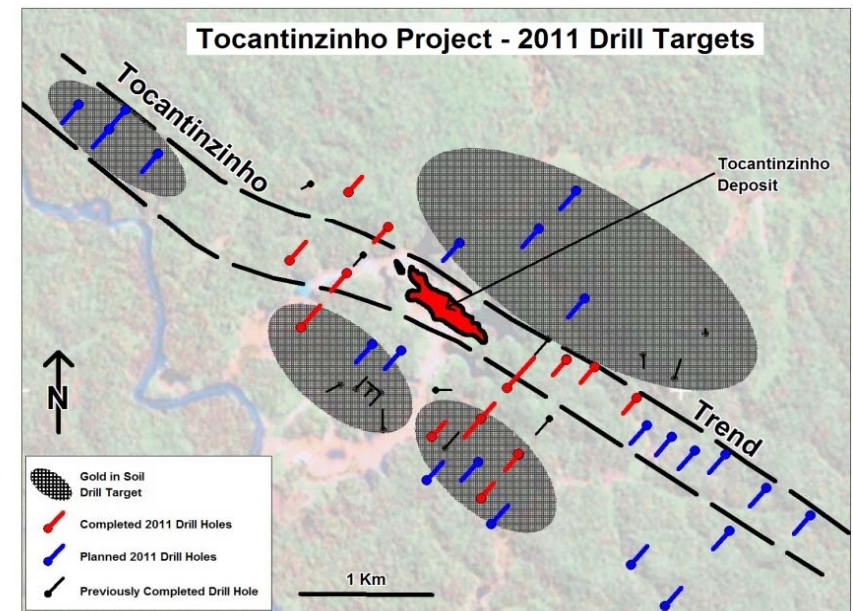 Tocantinzinho Project - 2011 Drill Targets
Tocantinzinho
Tocantinzinho
Deposit
N
Trend
Gold in Soil
Drill Target
Completed 2011 Drill Holes
Planned 2011 Drill Holes
Previously Completed Drill Hole
1 Km